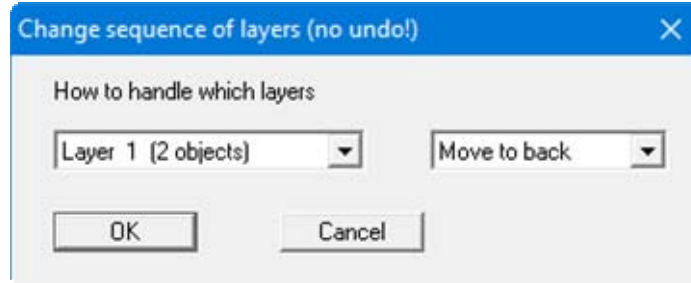 Change sequence of layers (no undo!)
How to handle which layers
Layer 1 (2 objects) Move to back
OK Cancel